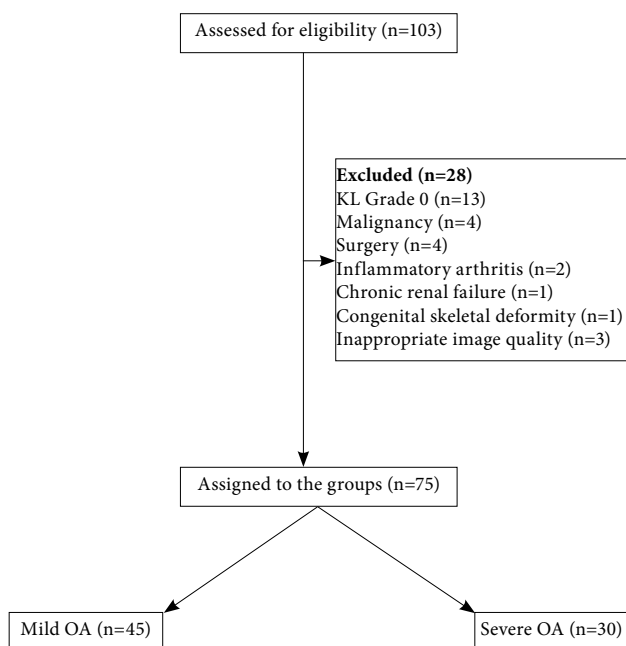 Assessed for eligibility (n=103)
Excluded (n=28)
KL Grade 0 (n=13)
Malignancy (n=4)
Surgery (n=4)
Inflammatory arthritis (n=2)
Chronic renal failure (n=1)
Congenital skeletal deformity (n=1)
Inappropriate image quality (n=3)
Assigned to the groups (n=75)
Mild OA (n=45)
Severe OA (n=30)